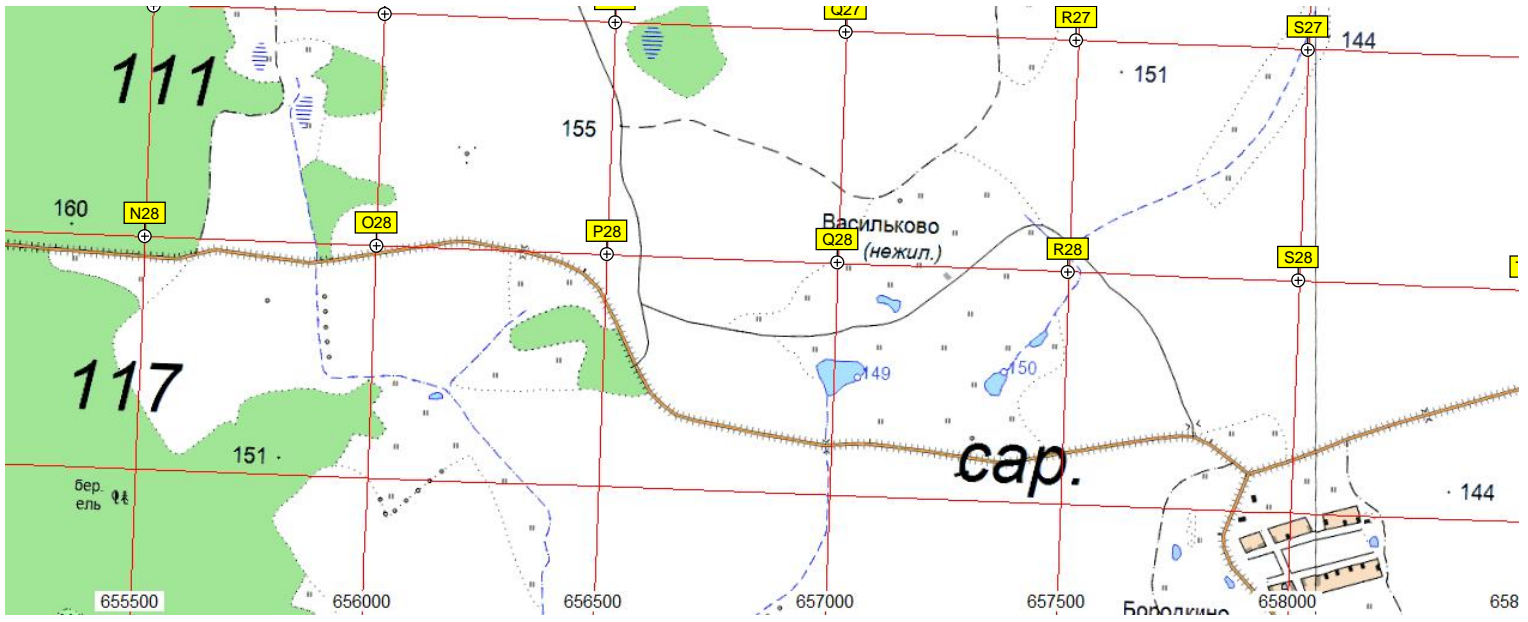 Q27
R27
S27
144
111
151
155
160
N28
O28
P28
Васильково
Q28
(нежил.)
R28
S28
117
149
150
151
сар.
бер.
ель
144
655500
656000
656500
657000
657500
658000
Бородкино